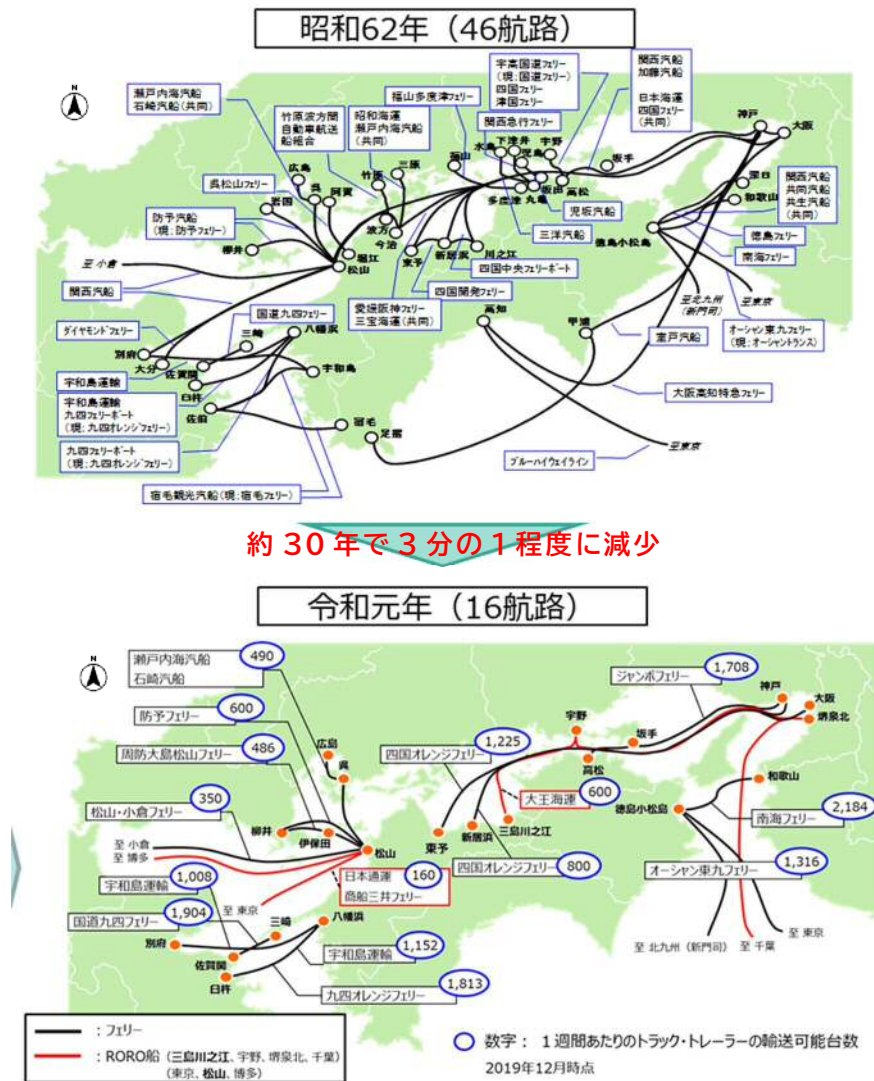 昭和62年（46航路）
N
瀬戸内海汽船
石崎汽船(共同)
竹原波方間
自動車航送
船組合
昭和海運
瀬戸内海汽船
(共同)
福山多度津フェリー
宇高国道フェリー
(現:国道フェリー)
四国フェリー
津国フェリー
関西急行フェリー
関西汽船
加藤汽船
日本海運
四国フェリー
(共同)
神戸
大阪
水島
下津井
児島
宇野
坂手
福山
三原
竹原
広島
呉
阿賀
岩国
呉松山フェリー
防予汽船
(現:防予フェリー)
柳井
至小倉
関西汽船
ダイヤモンドフェリー
国道九四フェリー
多度津
丸亀
坂出
高松
児坂汽船
三洋汽船
波方
今治
堀江
松山
東予
新居浜
川之江
四国中央フェリーボート
四国開発フェリー
愛媛阪神フェリー
三宝海運(共同)
深日
和歌山
関西汽船
共同汽船
共生汽船
(共同)
徳島小松島
徳島フェリー
南海フェリー
至北九州
(新門司)
至東京
オーシャン東九フェリー
(現:オーシャントランス)
高知
甲浦
室戸汽船
大阪高知特急フェリー
三崎
八幡浜
別府
大分
佐賀関
臼杵
佐伯
宇和島
宿毛
足摺
宇和島運輸
宇和島運輸
九四フェリーボート
(現:九四オレンジフェリー)
九四フェリーボート
(現:九四オレンジフェリー)
宿毛観光汽船(現:宿毛フェリー)
ブルーハイウェイライン
至東京
約30年で3分の1程度に減少
令和元年（16航路）
N
瀬戸内海汽船
石崎汽船
490
防予フェリー
600
周防大島松山フェリー
486
松山・小倉フェリー
350
広島
呉
柳井
伊保田
松山
至 小倉
至 博多
至 東京
四国オレンジフェリー
1,225
ジャンボフェリー
1,708
神戸
大阪
堺泉北
宇野
坂手
高松
大王海運
600
和歌山
徳島小松島
南海フェリー
2,184
東予
新居浜
三島川之江
四国オレンジフェリー
800
オーシャン東九フェリー
1,316
日本通運
商船三井フェリー
160
宇和島運輸
1,008
国道九四フェリー
1,904
三崎
八幡浜
別府
佐賀関
臼杵
宇和島運輸
1,152
九四オレンジフェリー
1,813
至 北九州（新門司）
至 千葉
至 東京
：フェリー
：RORO船（三島川之江、宇野、堺泉北、千葉）
（東京、松山、博多）
数字： 1週間あたりのトラック・トレーラーの輸送可能台数
2019年12月時点